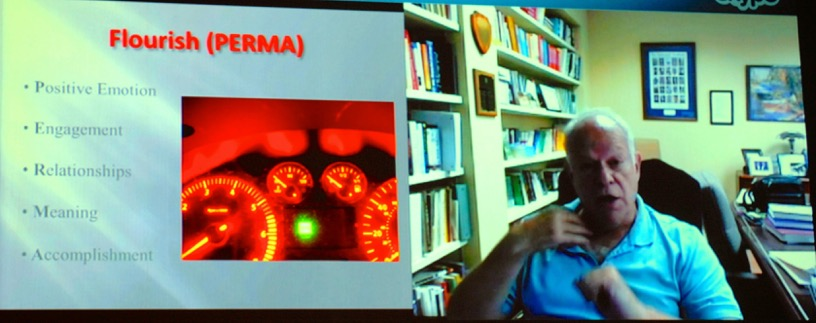 Flourish (PERMA)
• Positive Emotion
• Engagement
• Relationships
• Meaning
• Accomplishment